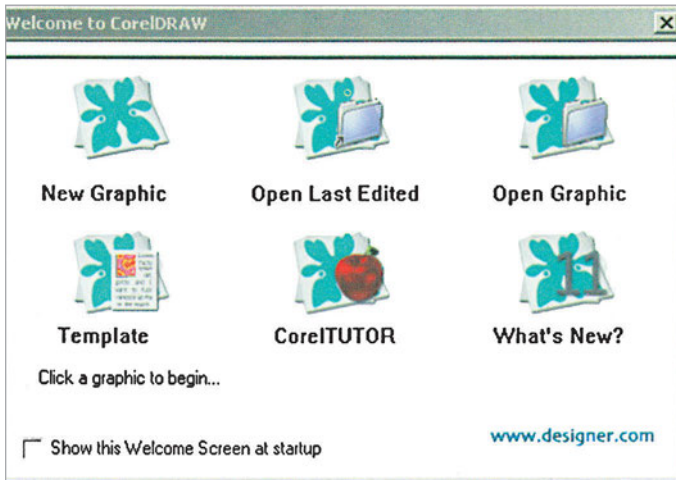 Welcome to CorelDRAW
New Graphic
Open Last Edited
Open Graphic
11
Template
CorelTUTOR
What's New?
Click a graphic to begin...
Show this Welcome Screen at startup
www.designer.com